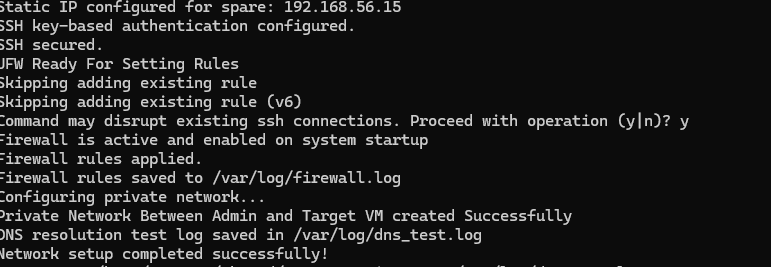 Static IP configured for spare: 192.168.56.15
SSH key-based authentication configured.
SSH secured.
UFW Ready For Setting Rules
Skipping adding existing rule
Skipping adding existing rule (v6)
Command may disrupt existing ssh connections. Proceed with operation (y|n)? y
Firewall is active and enabled on system startup
Firewall rules applied.
Firewall rules saved to /var/log/firewall.log
Configuring private network...
Private Network Between Admin and Target VM created Successfully
DNS resolution test log saved in /var/log/dns_test.log
Network setup completed successfully!